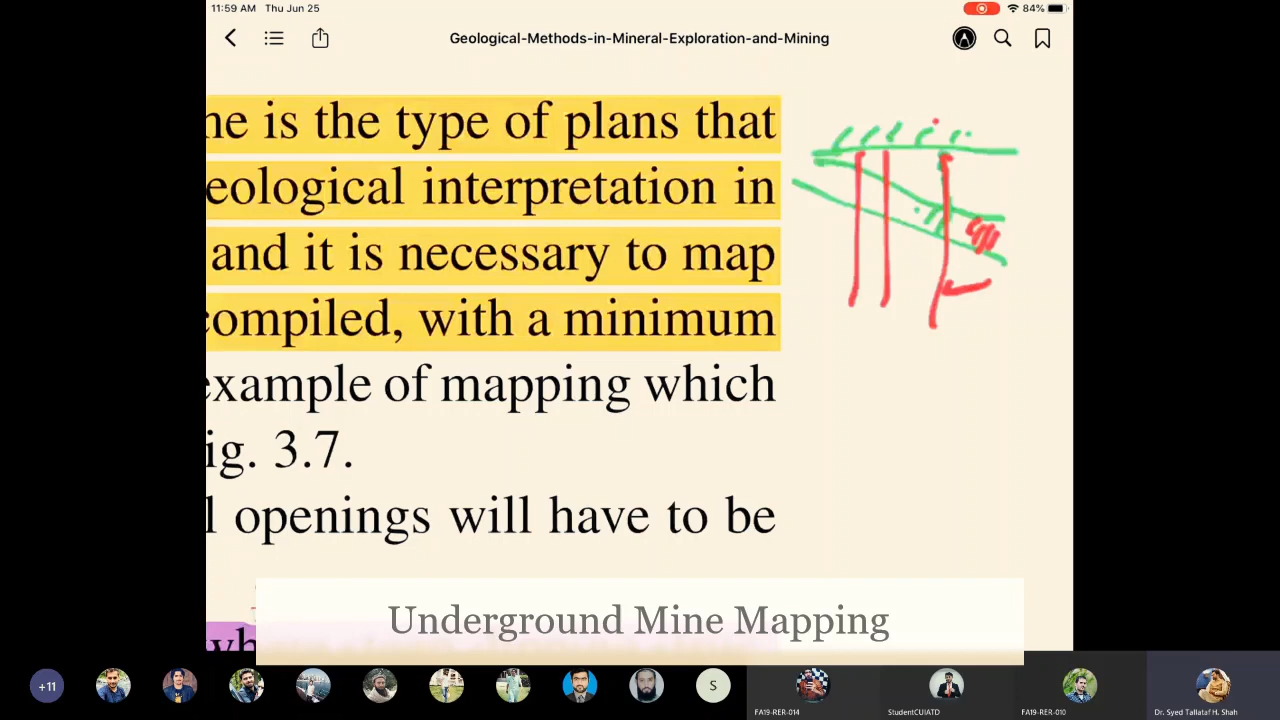 11:59 AM Thu Jun 25
84%
Geological-Methods-in-Mineral-Exploration-and-Mining
ne is the type of plans that
eological interpretation in
and it is necessary to map
compiled, with a minimum
example of mapping which
ig. 3.7.
l openings will have to be
Underground Mine Mapping
+11
S
FA19-RER-014
StudentCUIATD
FA19-RER-010
Dr. Syed Tallataf H. Shah